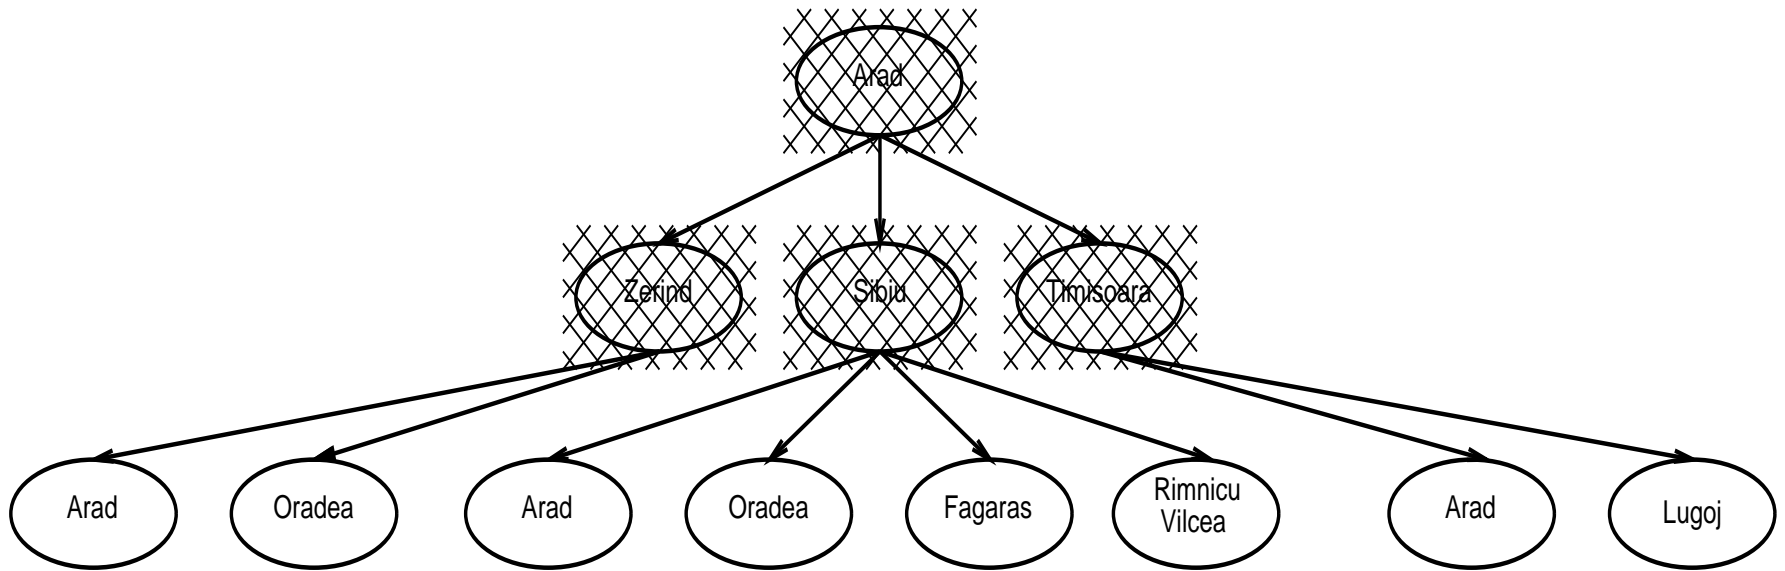 Arad
Zerind
Sibiu
Timisoara
Arad
Oradea
Arad
Oradea
Fagaras
Rimnicu
Vilcea
Arad
Lugoj